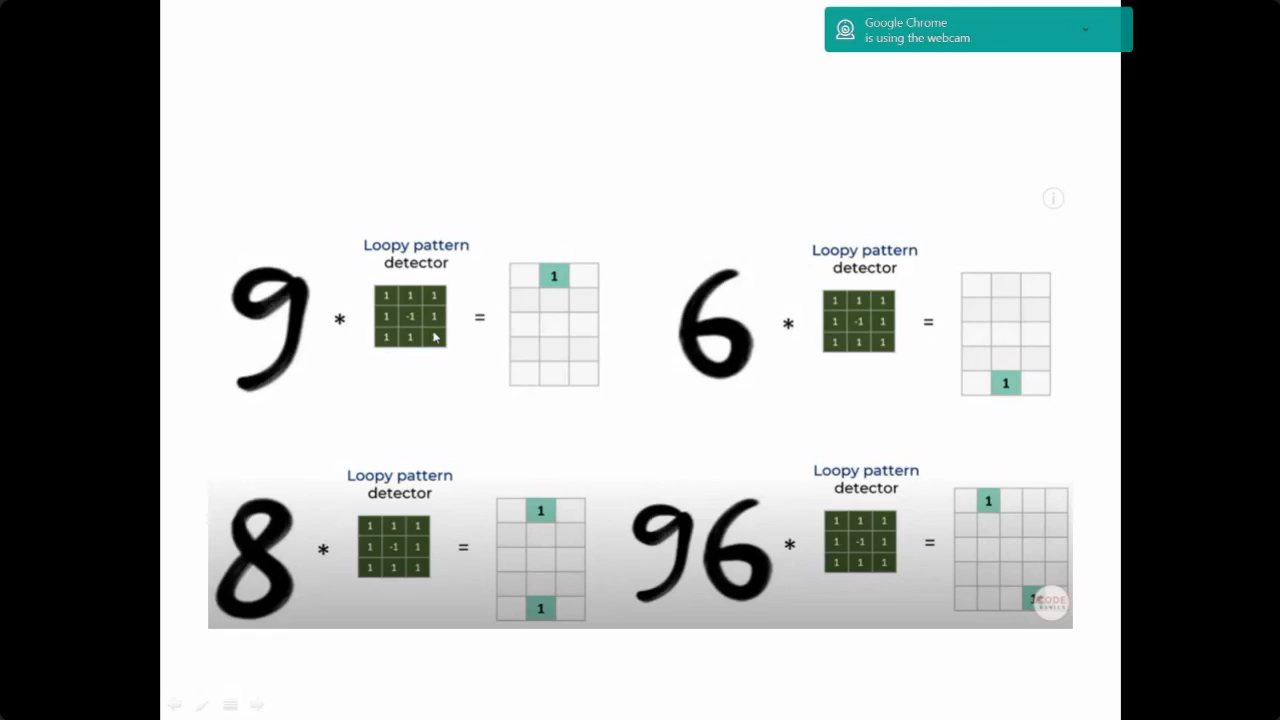 Google Chrome
is using the webcam
Loopy pattern
detector
9 *
1 1 1
1 -1 1
1 1 1
=
1
Loopy pattern
detector
6 *
1 1 1
1 -1 1
1 1 1
=
1
Loopy pattern
detector
8 *
1 1 1
1 -1 1
1 1 1
=
1
1
Loopy pattern
detector
96 *
1 1 1
1 -1 1
1 1 1
=
1
1
CODE